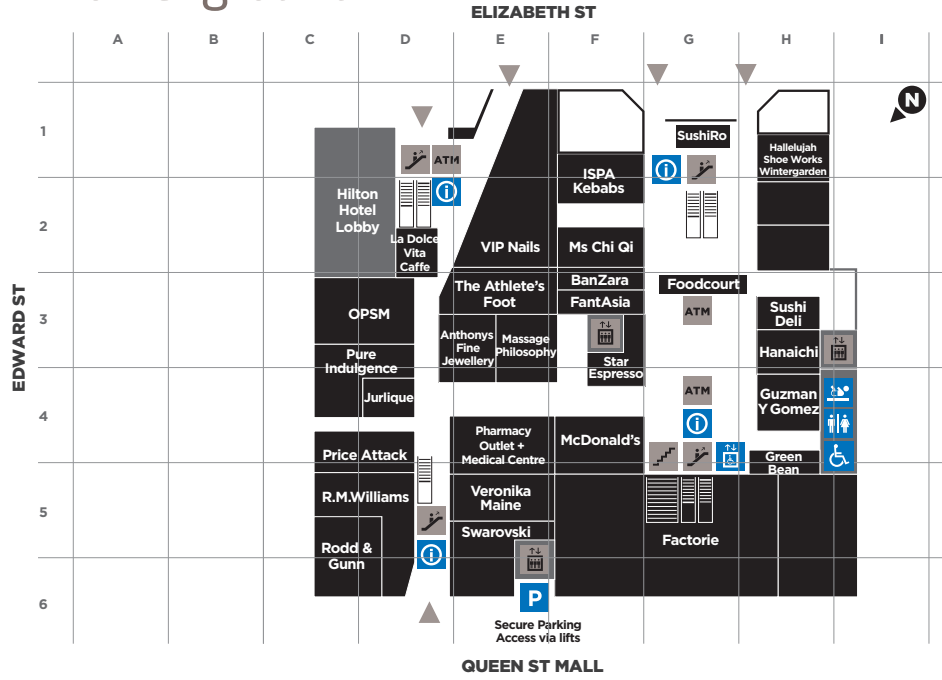 ELIZABETH ST
A B C D E F G H I
N
1
SushiRo
ATM
i
Hallelujah
Shoe Works
Wintergarden
ISPA
Kebabs
i
Hilton
Hotel
Lobby
2
La Dolce
Vita
Caffe
VIP Nails
Ms Chi Qi
BanZara
Foodcourt
The Athlete's
Foot
FantAsia
EDWARD ST
3
OPSM
ATM
Sushi
Deli
Anthonys
Fine
Jewellery
Massage
Philosophy
Hanaichi
Pure
Indulgence
Star
Espresso
Jurlique
ATM
Guzman
Y Gomez
4
i
Pharmacy
Outlet +
Medical Centre
McDonald's
Price Attack
Green
Bean
R.M.Williams
Veronika
Maine
5
Swarovski
Factorie
Rodd &
Gunn
i
6
P
Secure Parking
Access via lifts
QUEEN ST MALL